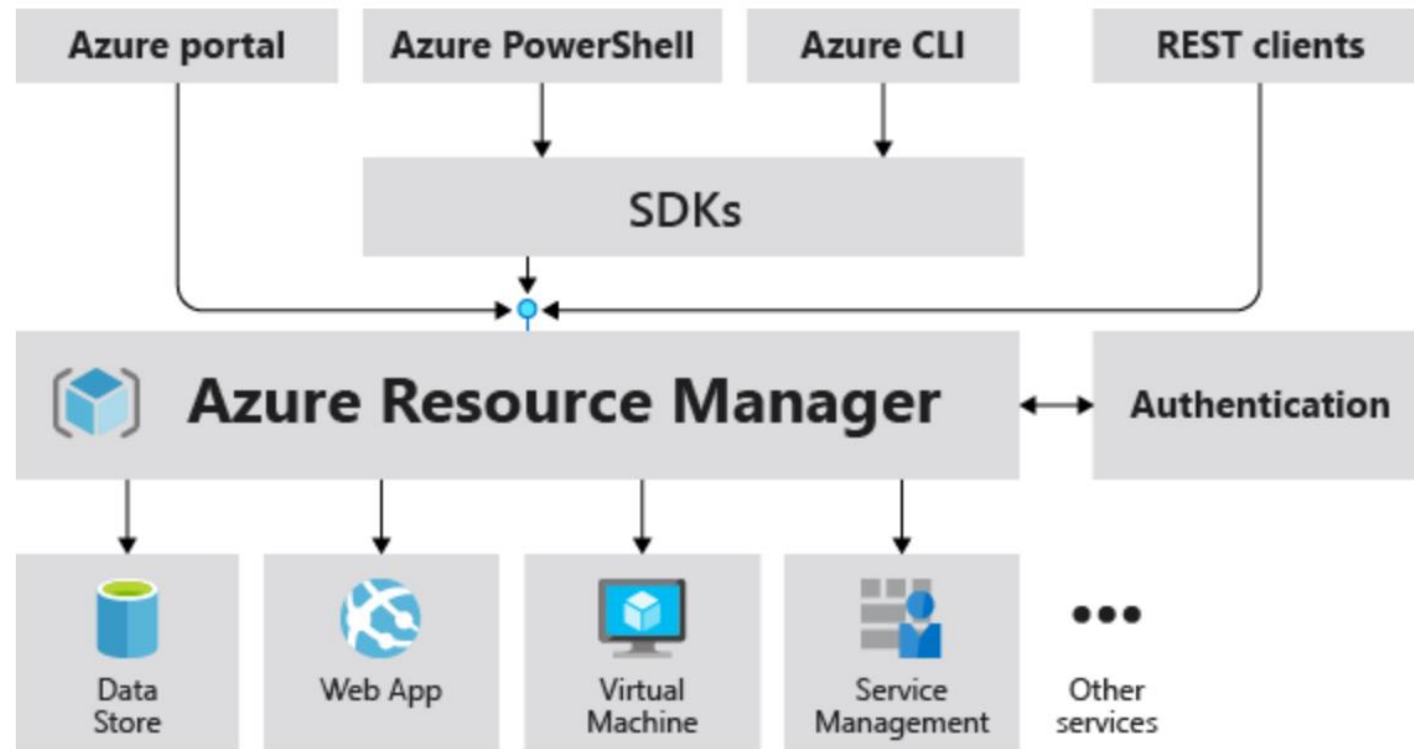 Azure portal
Azure PowerShell
Azure CLI
REST clients
SDKs
Azure Resource Manager
Authentication
Data
Store
Web App
Virtual
Machine
Service
Management
Other
services